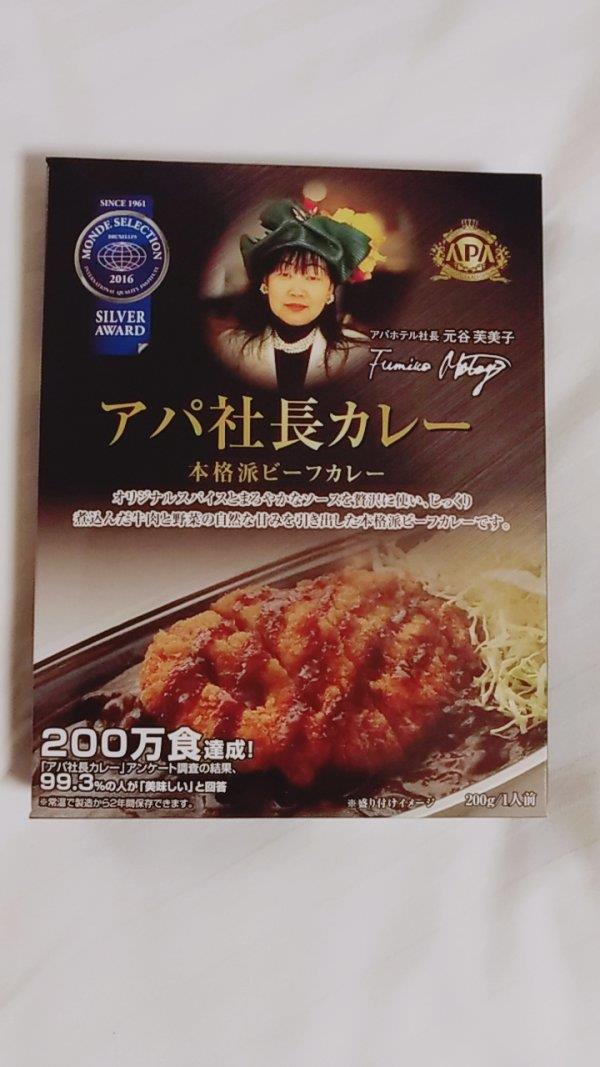 SINCE 1961
MONDE SELECTION
BRUXELLES
INTERNATIONAL QUALITY INSTITUTE
2016
SILVER
AWARD
APA
アパホテル社長 元谷 芙美子
Fumiko Motoya
アパ社長カレー
本格派ビーフカレー
オリジナルスパイスとまろやかなソースを贅沢に使い、じっくり
煮込んだ牛肉と野菜の自然な甘みを引き出した本格派ビーフカレーです。
200万食達成!
「アパ社長カレー」アンケート調査の結果、
99.3%の人が「美味しい」と回答
※常温で製造から2年間保存できます。
※盛り付けイメージ 200g/1人前